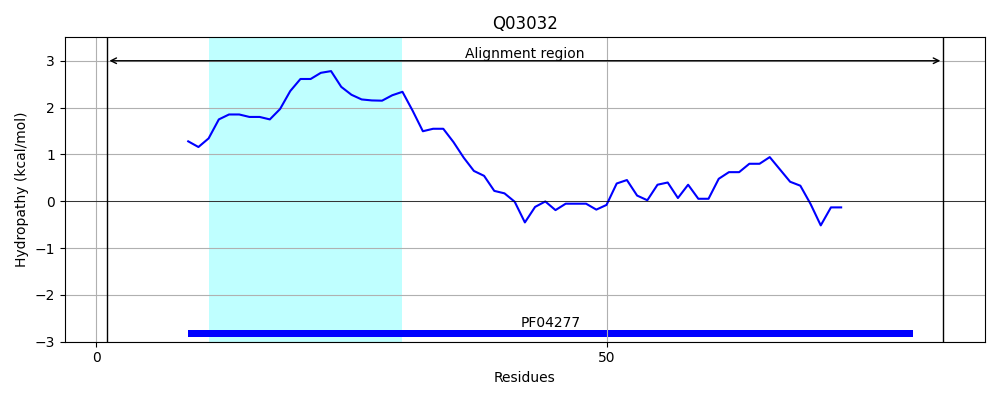 Q03032
Alignment region
Hydropathy (kcal/mol)
3
2
1
0
−1
−2
−3
PF04277
0
50
Residues